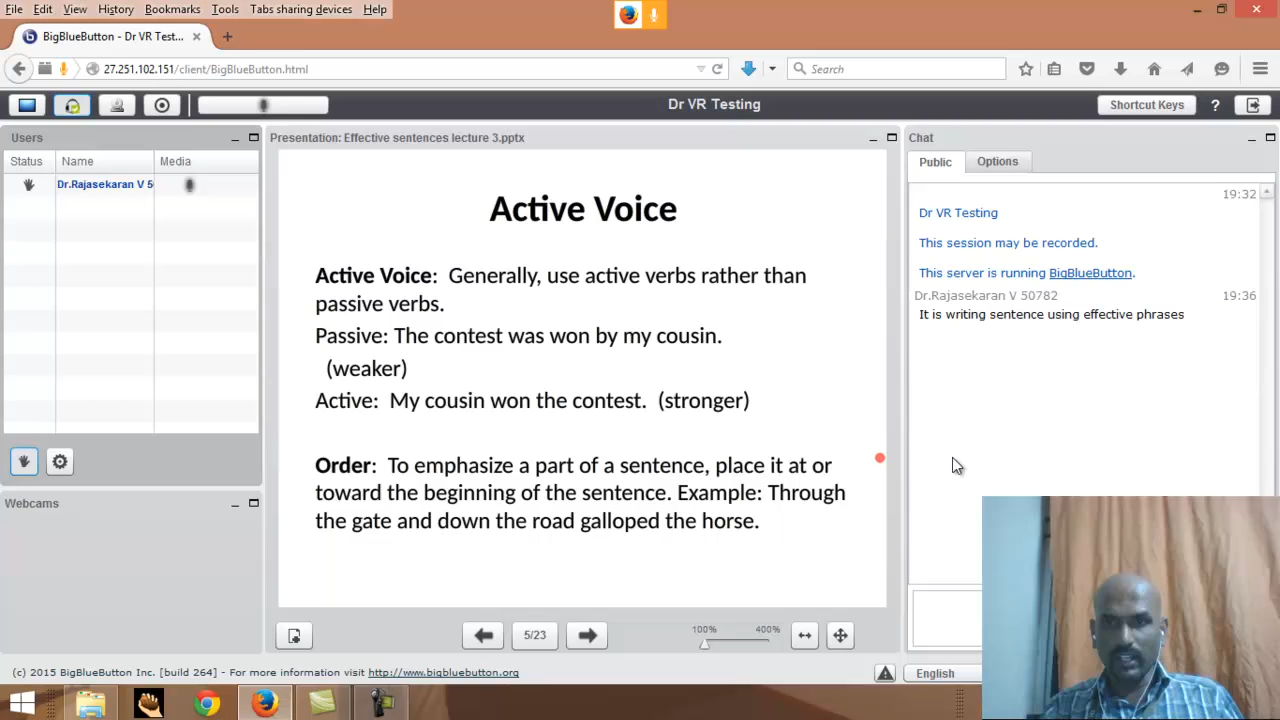 File Edit View History Bookmarks Tools Tabs sharing devices Help
BigBlueButton - Dr VR Test...
27.251.102.151/client/BigBlueButton.html
Search
Dr VR Testing
Shortcut Keys
?
Users
Status Name Media
Dr.Rajasekaran V 5
Webcams
Presentation: Effective sentences lecture 3.pptx
Active Voice
Active Voice: Generally, use active verbs rather than
passive verbs.
Passive: The contest was won by my cousin.
(weaker)
Active: My cousin won the contest. (stronger)
Order: To emphasize a part of a sentence, place it at or
toward the beginning of the sentence. Example: Through
the gate and down the road galloped the horse.
5/23
100% 400%
Chat
Public Options
19:32
Dr VR Testing
This session may be recorded.
This server is running BigBlueButton.
Dr.Rajasekaran V 50782 19:36
It is writing sentence using effective phrases
(c) 2015 BigBlueButton Inc. [build 264] - For more information visit http://www.bigbluebutton.org
English